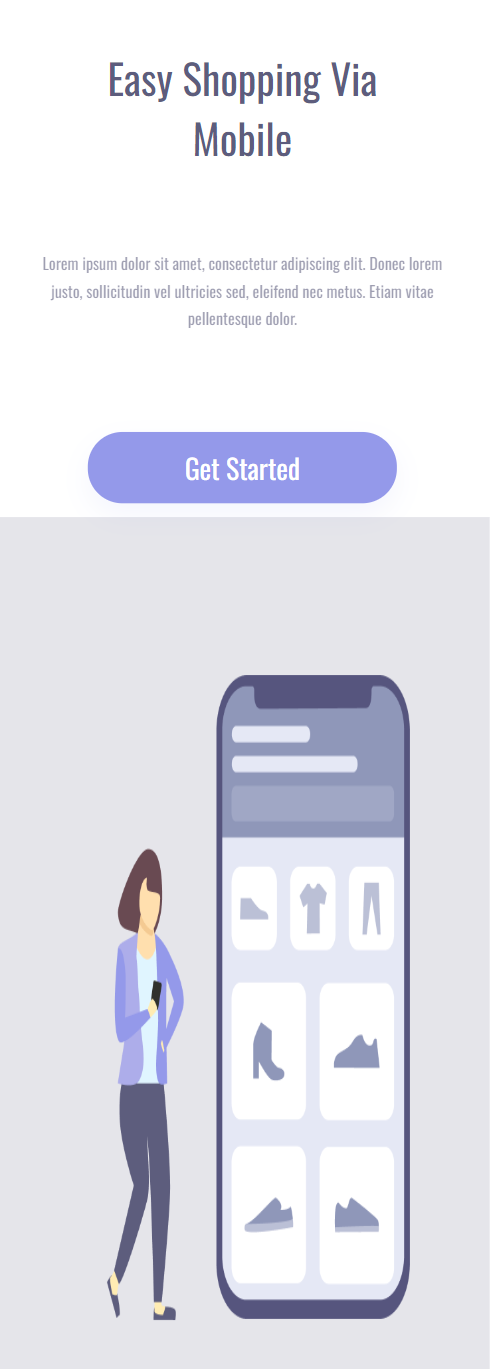 Easy Shopping Via
Mobile
Lorem ipsum dolor sit amet, consectetur adipiscing elit. Donec lorem
justo, sollicitudin vel ultricies sed, eleifend nec metus. Etiam vitae
pellentesque dolor.
Get Started